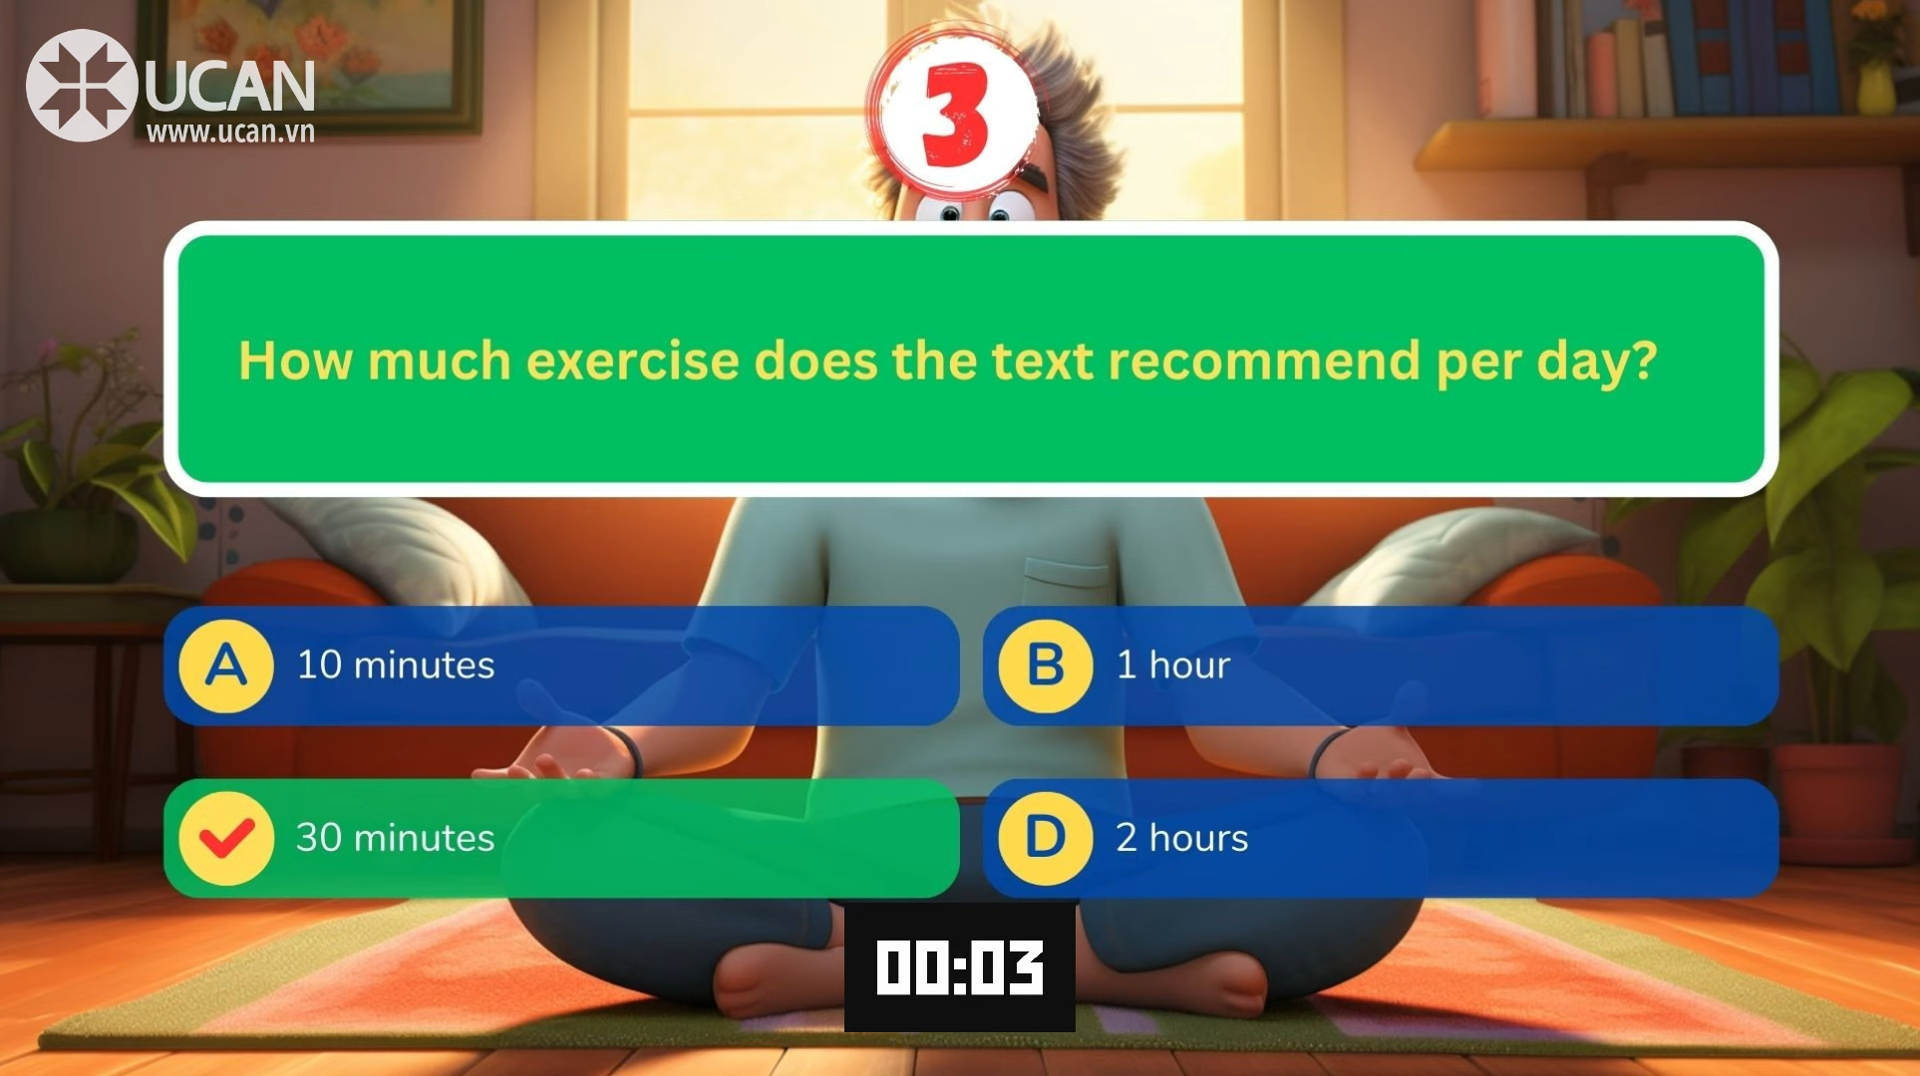 UCAN
www.ucan.vn
3
How much exercise does the text recommend per day?
A 10 minutes
B 1 hour
30 minutes
D 2 hours
00:03